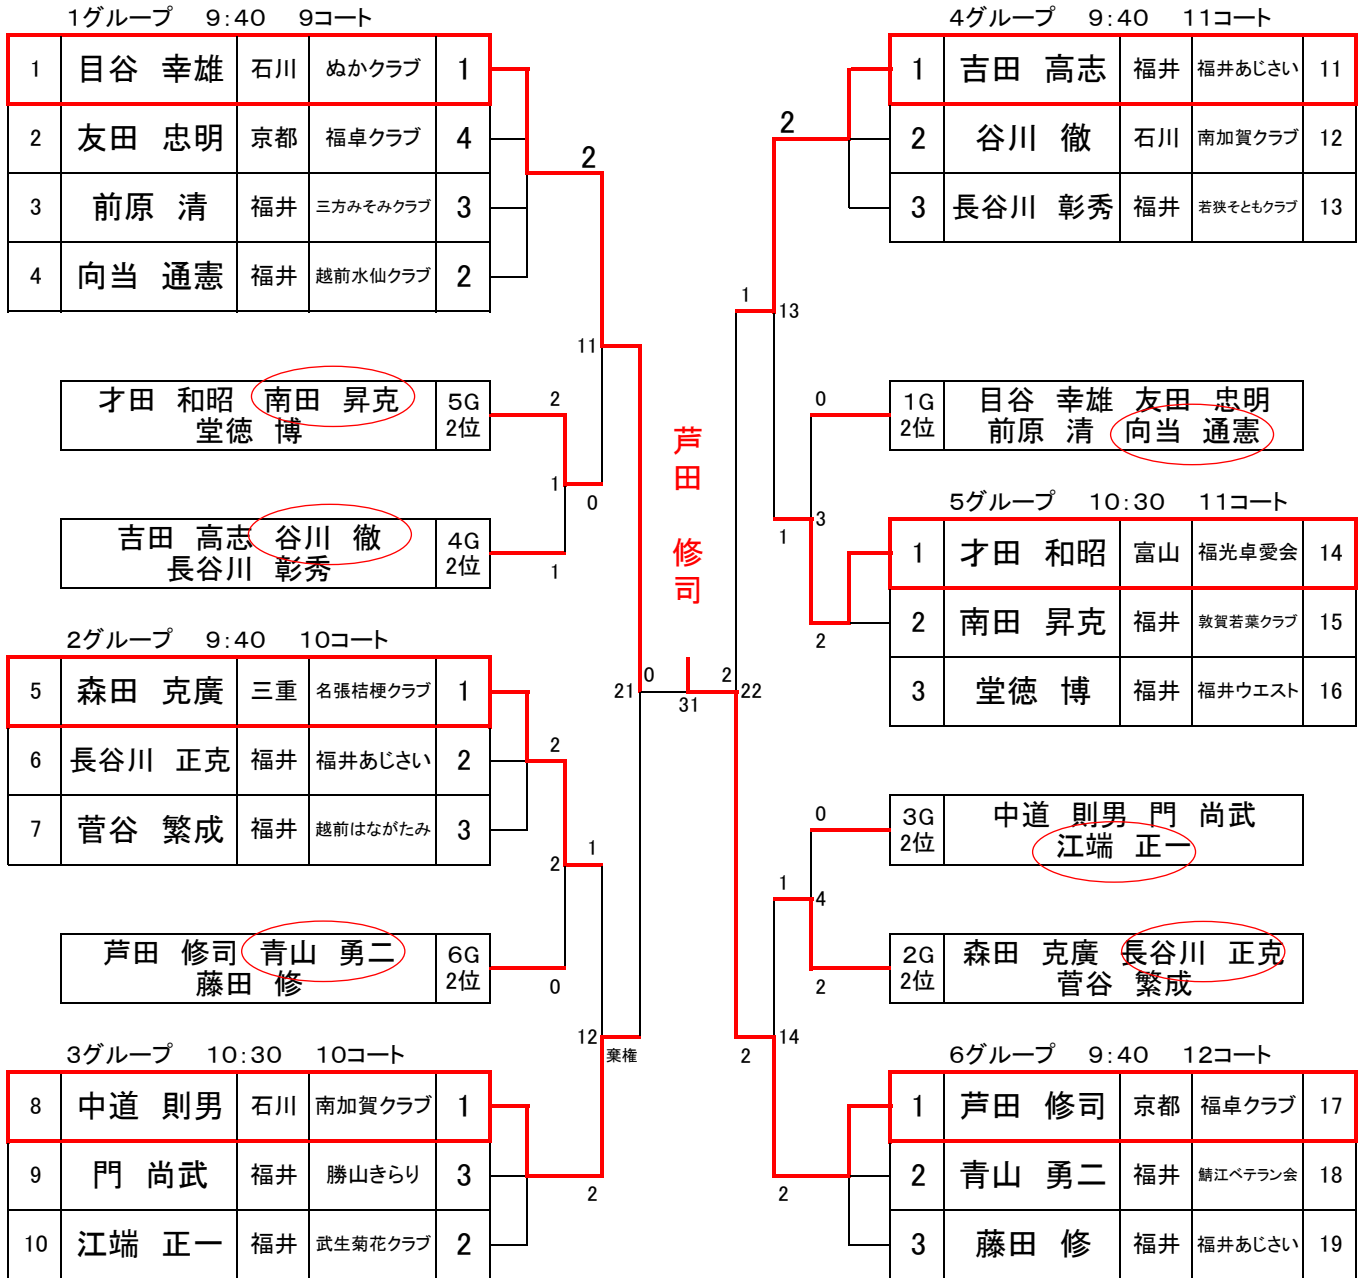 1グループ 9:40 9コート
1 目谷 幸雄 石川 ぬかクラブ 1
2 友田 忠明 京都 福卓クラブ 4
3 前原 清 福井 三方みそみクラブ 3
4 向当 通憲 福井 越前水仙クラブ 2
2
11
才田 和昭 南田 昇克
堂徳 博
5G
2位
2
1
0
吉田 高志 谷川 徹
長谷川 彰秀
4G
2位
1
2グループ 9:40 10コート
5 森田 克廣 三重 名張桔梗クラブ 1
6 長谷川 正克 福井 福井あじさい 2
7 菅谷 繁成 福井 越前はながたみ 3
2
2
1
芦田 修司 青山 勇二
藤田 修
6G
2位
0
12
棄権
3グループ 10:30 10コート
8 中道 則男 石川 南加賀クラブ 1
9 門 尚武 福井 勝山きらり 3
10 江端 正一 福井 武生菊花クラブ 2
2
21
0
31
2
22
芦田 修司
4グループ 9:40 11コート
1 吉田 高志 福井 福井あじさい 11
2 谷川 徹 石川 南加賀クラブ 12
3 長谷川 彰秀 福井 若狭そともクラブ 13
2
1
13
0
1G
2位
目谷 幸雄 友田 忠明
前原 清 向当 通憲
3
1
5グループ 10:30 11コート
1 才田 和昭 富山 福光卓愛会 14
2 南田 昇克 福井 敦賀若葉クラブ 15
3 堂徳 博 福井 福井ウエスト 16
2
0
3G
2位
中道 則男 門 尚武
江端 正一
1
4
2G
2位
森田 克廣 長谷川 正克
菅谷 繁成
2
14
2
6グループ 9:40 12コート
1 芦田 修司 京都 福卓クラブ 17
2 青山 勇二 福井 鯖江ベテラン会 18
3 藤田 修 福井 福井あじさい 19
2